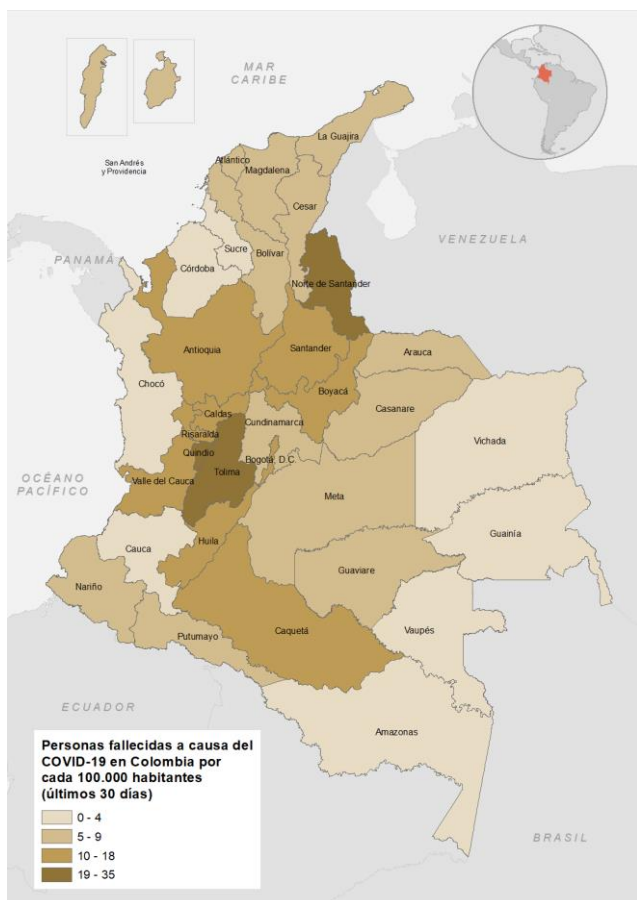 MAR
CARIBE
La Guajira
San Andrés
y Providencia
Atlántico
Magdalena
Cesar
VENEZUELA
PANAMÁ
Sucre
Bolívar
Córdoba
Norte de Santander
Antioquia
Santander
Arauca
Chocó
Boyacá
Casanare
Caldas
Cundinamarca
Risaralda
Vichada
Quindio
Bogotá, D.C.
Tolima
OCÉANO
PACÍFICO
Valle del Cauca
Meta
Guainía
Huila
Cauca
Guaviare
Nariño
Caquetá
Vaupés
Putumayo
ECUADOR
Amazonas
Personas fallecidas a causa del
COVID-19 en Colombia por
cada 100.000 habitantes
(últimos 30 días)
0 - 4
5 - 9
10 - 18
19 - 35
BRASIL